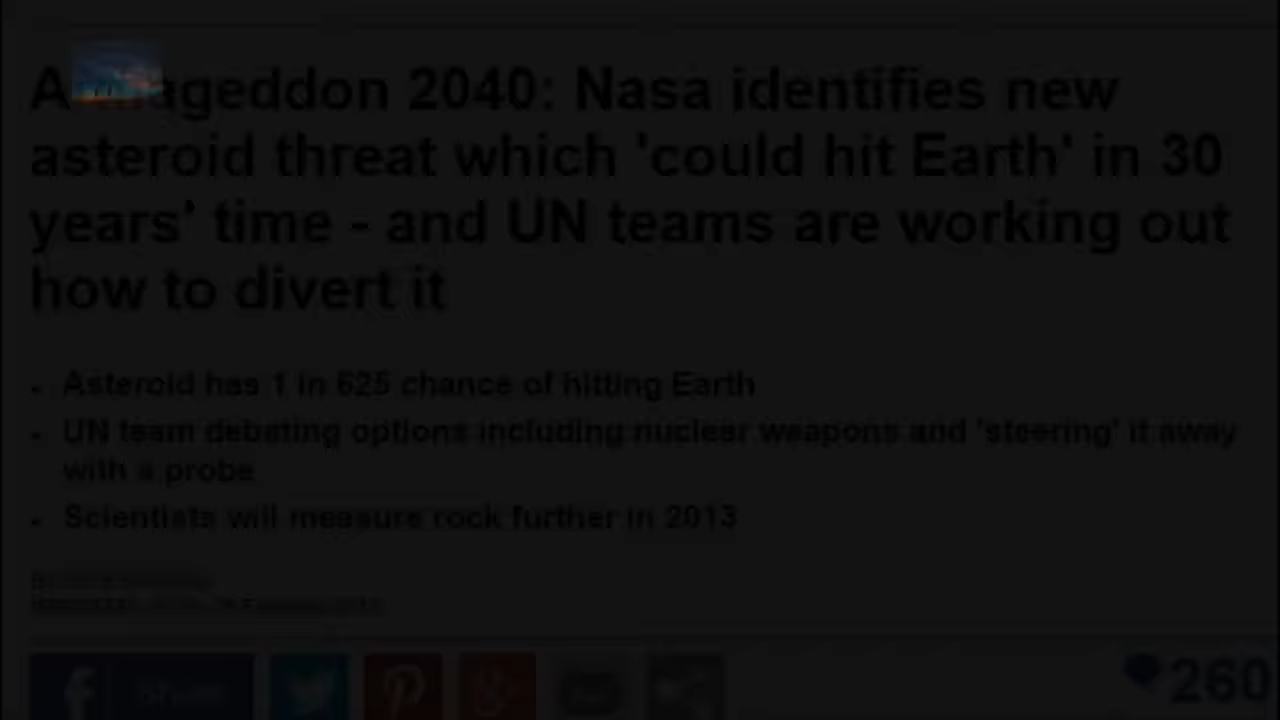 A mageddon 2040: Nasa identifies new
asteroid threat which 'could hit Earth' in 30
years' time - and UN teams are working out
how to divert it
Asteroid has 1 in 625 chance of hitting Earth
UN team debating options including nuclear weapons and 'steering' it away
with a probe
Scientists will measure rock further in 2013
Share
260